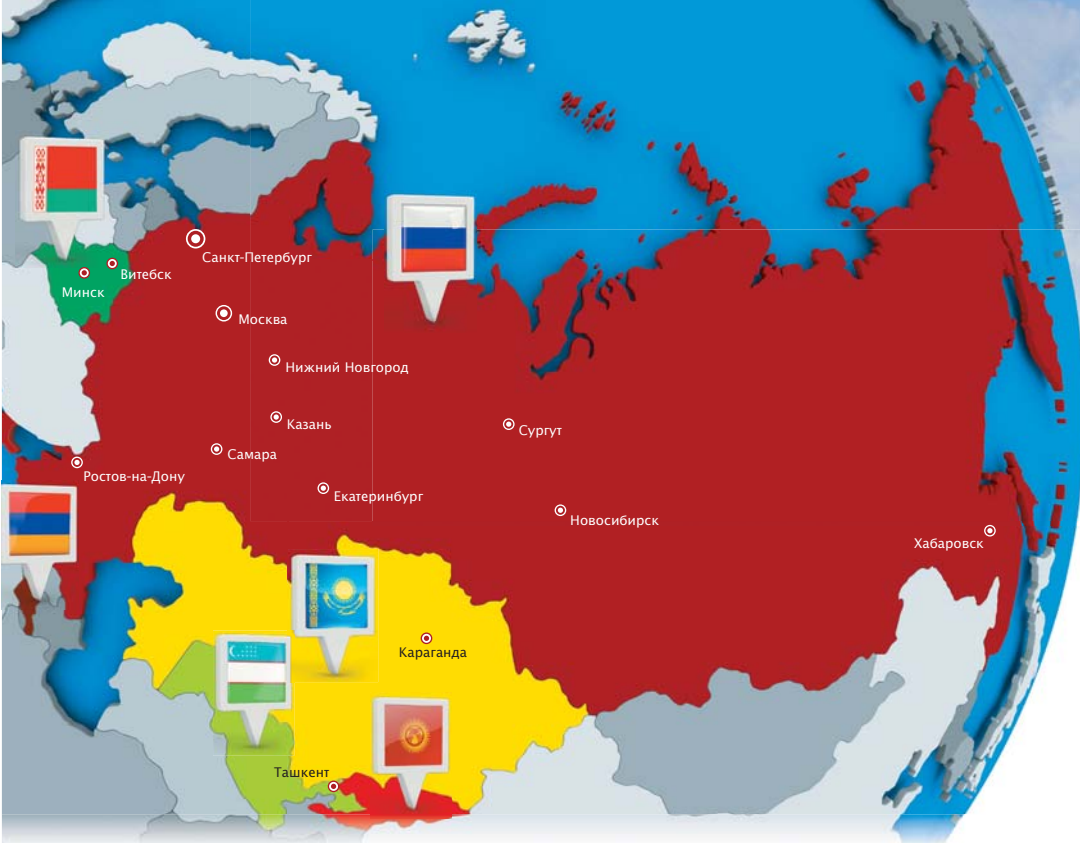 Санкт-Петербург
Витебск
Минск
Москва
Нижний Новгород
Казань
Сургут
Самара
Ростов-на-Дону
Екатеринбург
Новосибирск
Хабаровск
Караганда
Ташкент